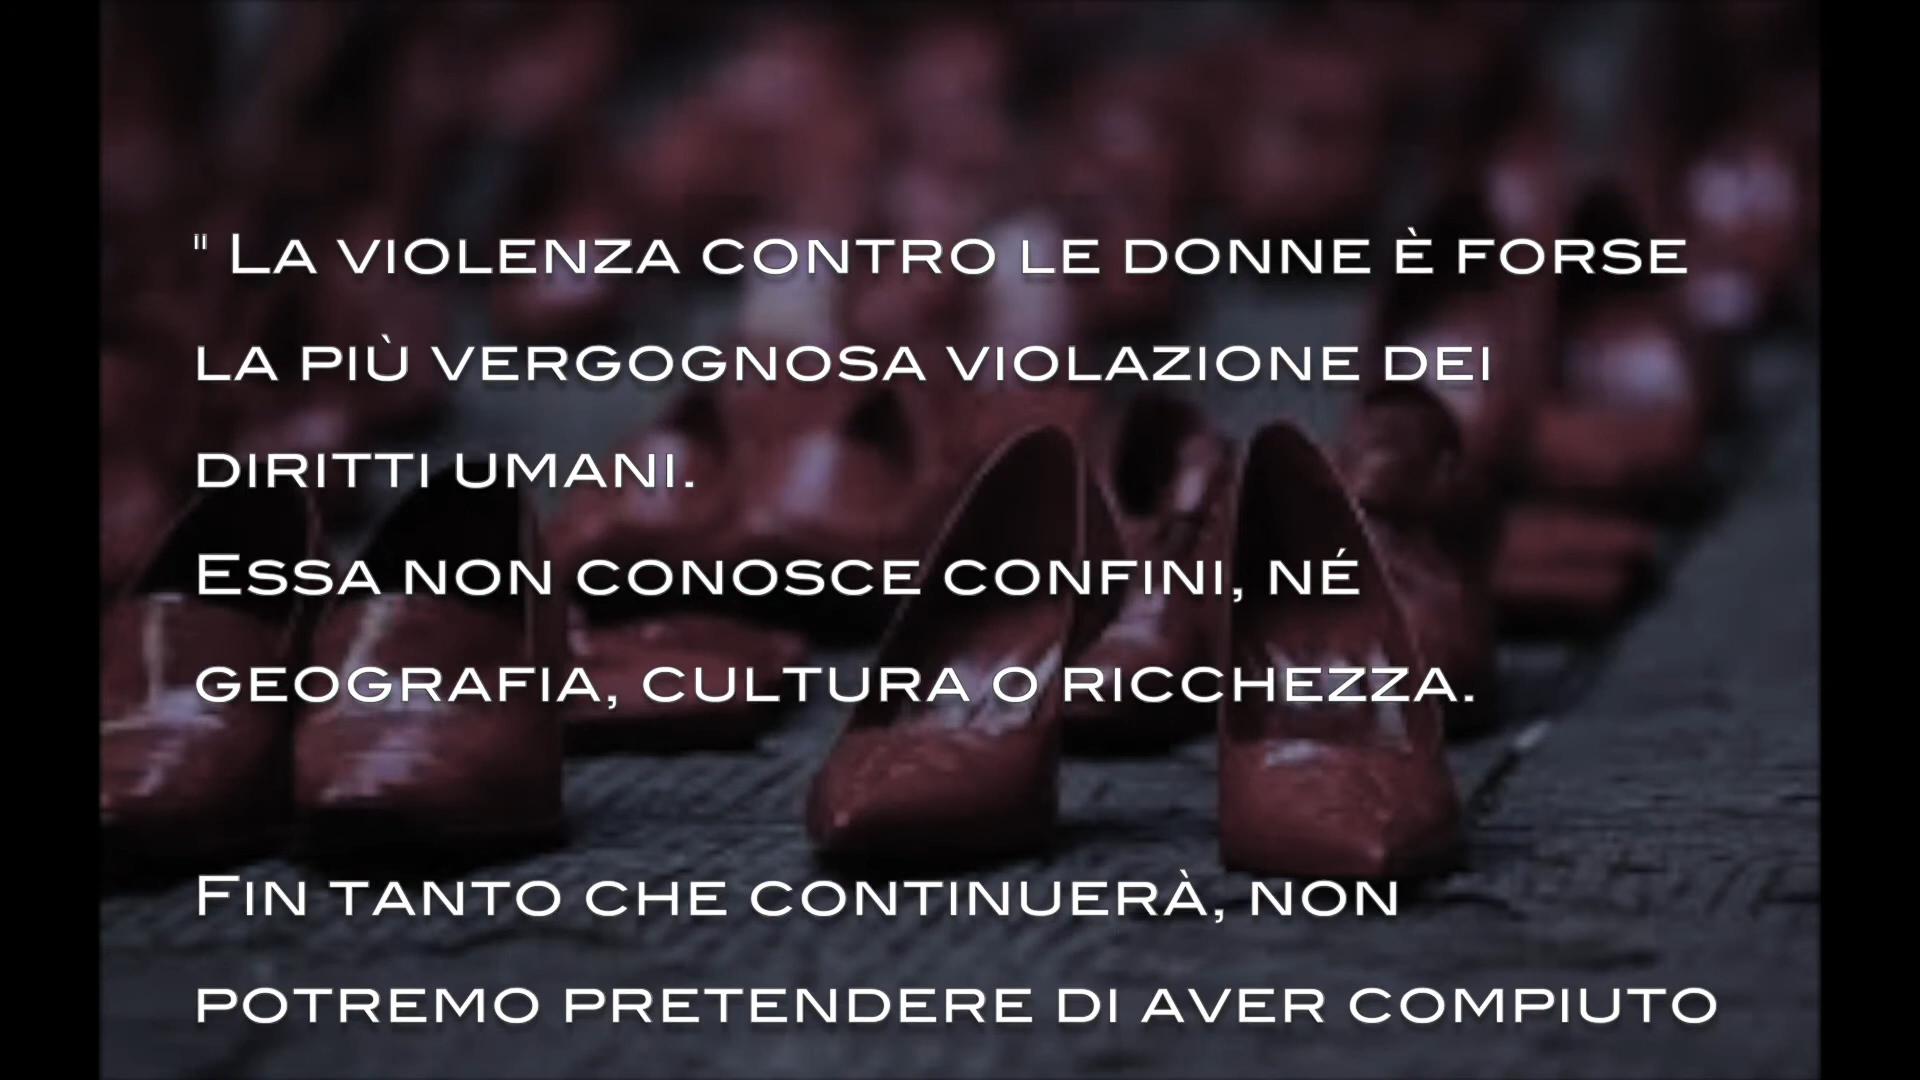 " La violenza contro le donne è forse
la più vergognosa violazione dei
diritti umani.
Essa non conosce confini, né
geografia, cultura o ricchezza.
Fin tanto che continuerà, non
potremo pretendere di aver compiuto